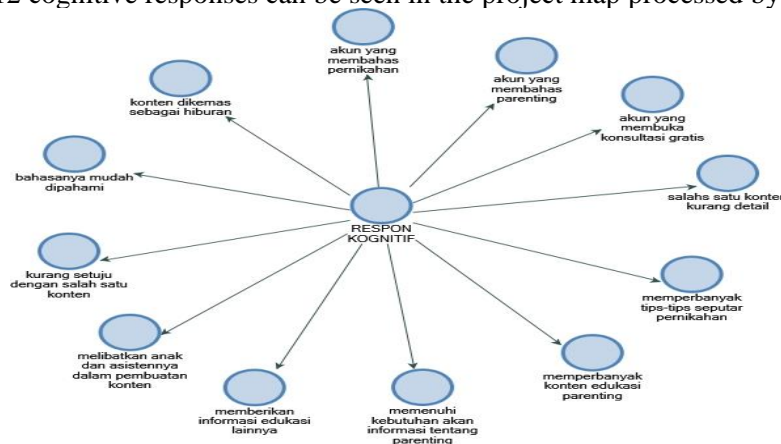 12 cognitive responses can be seen in the project map processed by
akun yang
membahas
pernikahan
akun yang
membahas
parenting
konten dikemas
sebagai hiburan
akun yang
membuka
konsultasi gratis
bahasanya mudah
dipahami
salahs satu konten
kurang detail
RESPON
KOGNITIF
kurang setuju
dengan salah satu
konten
memperbanyak
tips-tips seputar
pernikahan
melibatkan anak
dan asistennya
dalam pembuatan
konten
memperbanyak
konten edukasi
parenting
memberikan
informasi edukasi
lainnya
memenuhi
kebutuhan akan
informasi tentang
parenting